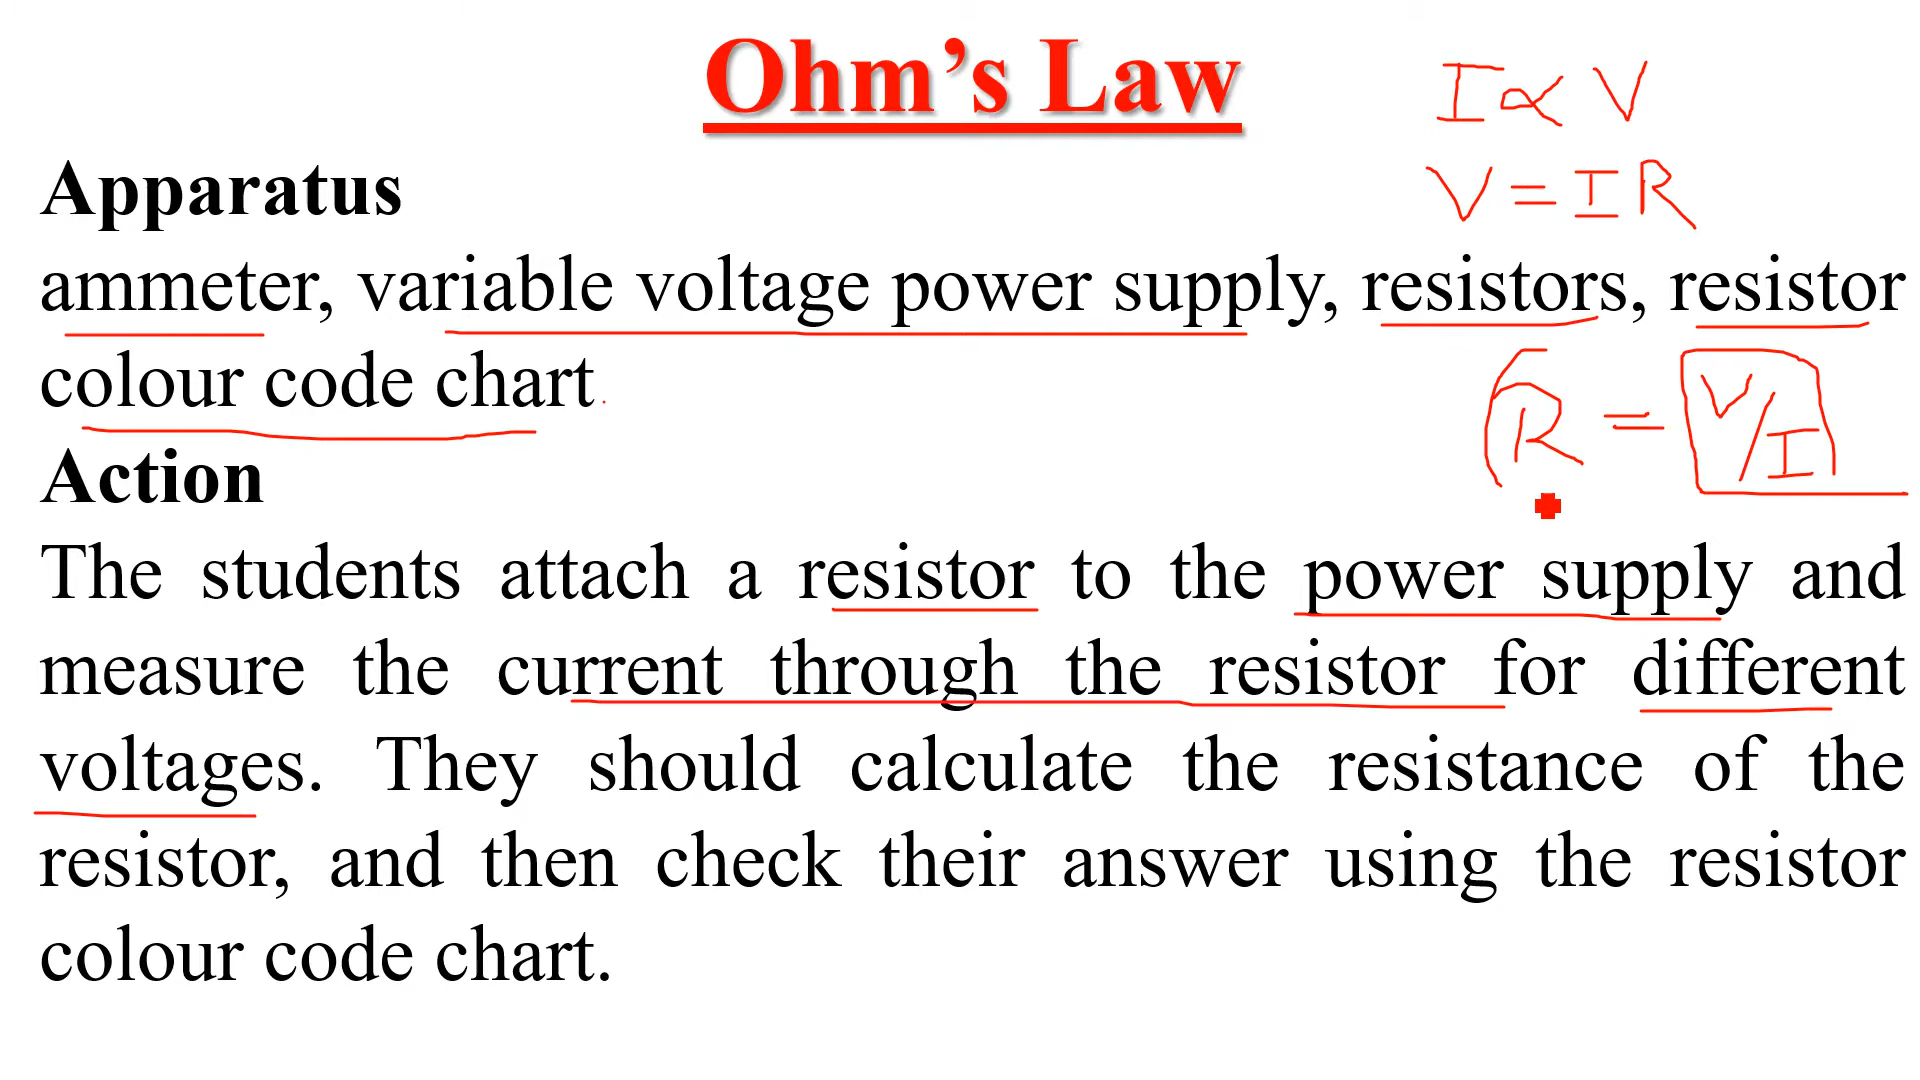 Ohm’s Law
I ∝ V
V = I R
Apparatus
ammeter, variable voltage power supply, resistors, resistor
colour code chart
R = V/I
Action
The students attach a resistor to the power supply and
measure the current through the resistor for different
voltages. They should calculate the resistance of the
resistor, and then check their answer using the resistor
colour code chart.